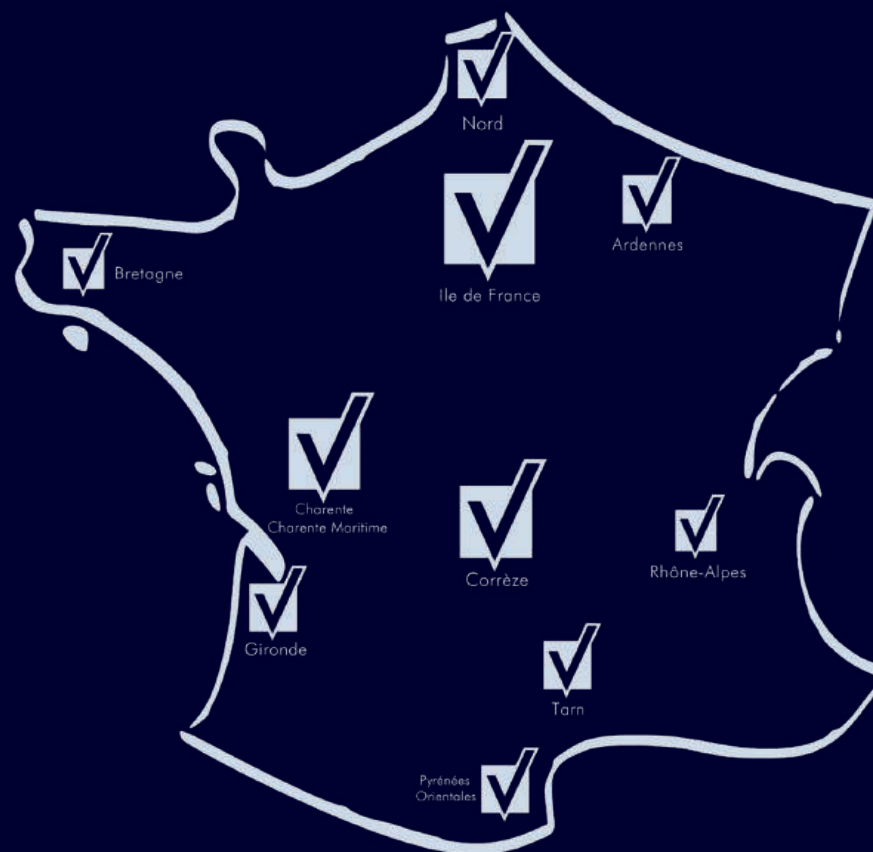 Nord
Ardennes
Bretagne
Ile de France
Charente
Charente Maritime
Corrèze
Rhône-Alpes
Gironde
Tarn
Pyrénées
Orientales